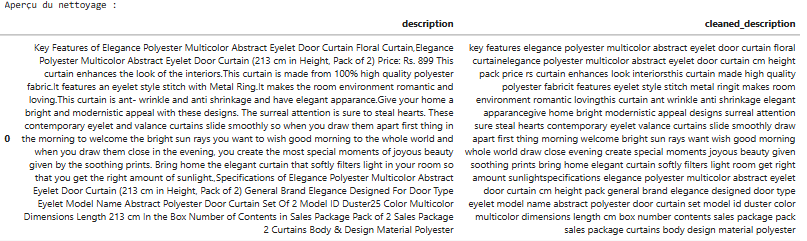 Aperçu du nettoyage :
description
cleaned_description
0
Key Features of Elegance Polyester Multicolor Abstract Eyelet Door Curtain Floral Curtain,Elegance
Polyester Multicolor Abstract Eyelet Door Curtain (213 cm in Height, Pack of 2) Price: Rs. 899 This
curtain enhances the look of the interiors.This curtain is made from 100% high quality polyester
fabric.It features an eyelet style stitch with Metal Ring.It makes the room environment romantic and
loving.This curtain is ant- wrinkle and anti shrinkage and have elegant apparance.Give your home a
bright and modernistic appeal with these designs. The surreal attention is sure to steal hearts. These
contemporary eyelet and valance curtains slide smoothly so when you draw them apart first thing in
the morning to welcome the bright sun rays you want to wish good morning to the whole world and
when you draw them close in the evening, you create the most special moments of joyous beauty
given by the soothing prints. Bring home the elegant curtain that softly filters light in your room so
that you get the right amount of sunlight.,Specifications of Elegance Polyester Multicolor Abstract
Eyelet Door Curtain (213 cm in Height, Pack of 2) General Brand Elegance Designed For Door Type
Eyelet Model Name Abstract Polyester Door Curtain Set Of 2 Model ID Duster25 Color Multicolor
Dimensions Length 213 cm In the Box Number of Contents in Sales Package Pack of 2 Sales Package
2 Curtains Body & Design Material Polyester
key features elegance polyester multicolor abstract eyelet door curtain floral
curtainelegance polyester multicolor abstract eyelet door curtain cm height
pack price rs curtain enhances look interiorsthis curtain made high quality
polyester fabricit features eyelet style stitch metal ringit makes room
environment romantic lovingthis curtain ant wrinkle anti shrinkage elegant
apparancegive home bright modernistic appeal designs surreal attention
sure steal hearts contemporary eyelet valance curtains slide smoothly draw
apart first thing morning welcome bright sun rays want wish good morning
whole world draw close evening create special moments joyous beauty given
soothing prints bring home elegant curtain softly filters light room get right
amount sunlightspecifications elegance polyester multicolor abstract eyelet
door curtain cm height pack general brand elegance designed door type
eyelet model name abstract polyester door curtain set model id duster color
multicolor dimensions length cm box number contents sales package pack
sales package curtains body design material polyester